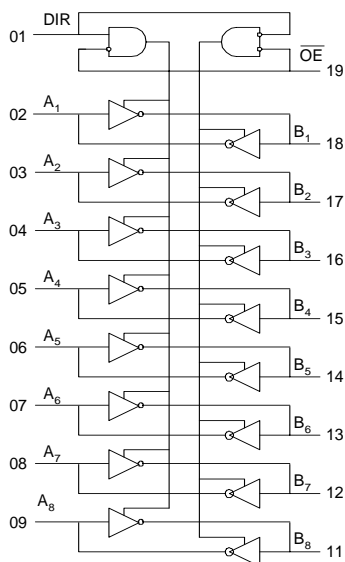 DIR
01
OE
19
02 A1
B1 18
03 A2
B2 17
04 A3
B3 16
05 A4
B4 15
06 A5
B5 14
07 A6
B6 13
08 A7
B7 12
09 A8
B8 11